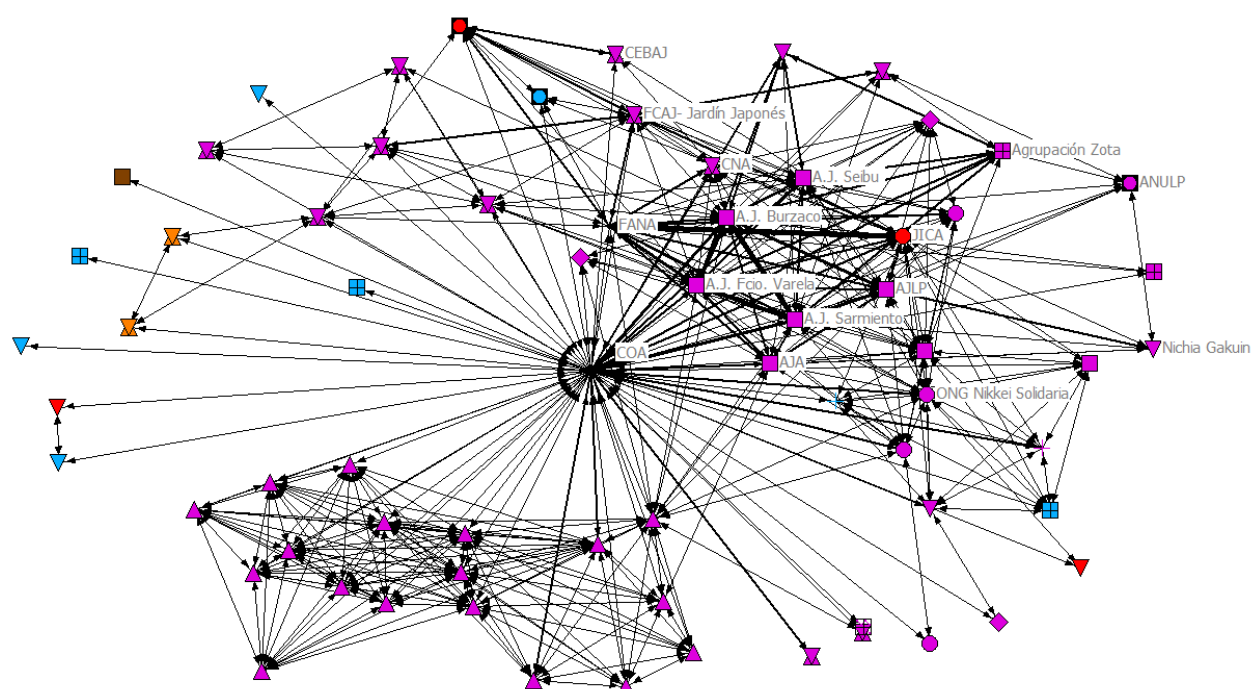 CEBAJ
FCAJ- Jardín Japonés
Agrupación Zota
CNA
A.J. Seibu
ANULP
A.J. Burzaco
FANA
JICA
A.J. Fcio. Varela
AJLP
A.J. Sarmiento
Nichia Gakuin
COA
AJA
ONG Nikkei Solidaria